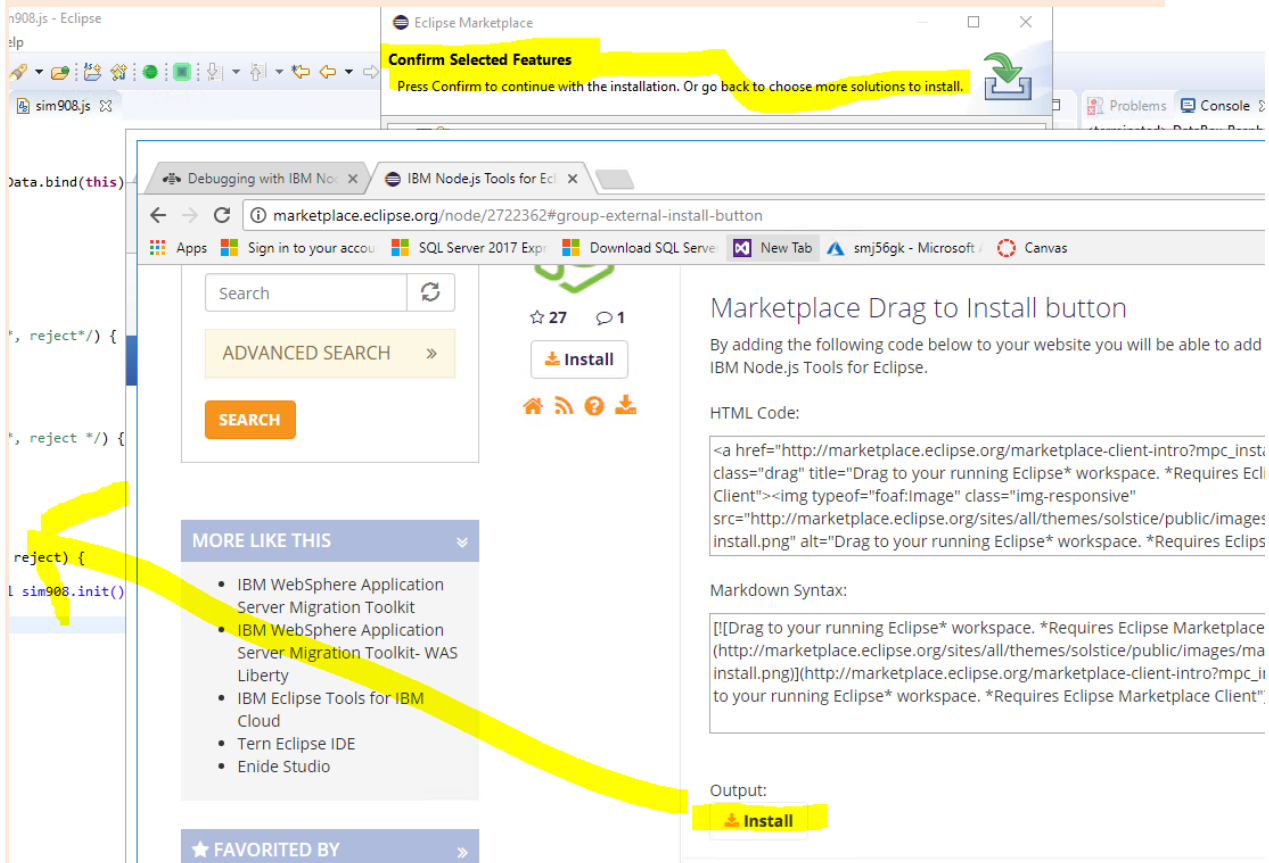 n908.js - Eclipse
elp
sim908.js
Eclipse Marketplace
Confirm Selected Features
Press Confirm to continue with the installation. Or go back to choose more solutions to install.
Problems Console
Data.bind(this)
*, reject*/) {
*, reject */) {
reject) {
l sim908.init()
Debugging with IBM No
IBM Node.js Tools for Ecl
marketplace.eclipse.org/node/2722362#group-external-install-button
Apps Sign in to your accou SQL Server 2017 Expr Download SQL Serve New Tab smj56gk - Microsoft Canvas
Search
ADVANCED SEARCH »
SEARCH
MORE LIKE THIS
IBM WebSphere Application
Server Migration Toolkit
IBM WebSphere Application
Server Migration Toolkit- WAS
Liberty
IBM Eclipse Tools for IBM
Cloud
Tern Eclipse IDE
Enide Studio
FAVORITED BY »
27 1
Install
Marketplace Drag to Install button
By adding the following code below to your website you will be able to add
IBM Node.js Tools for Eclipse.
HTML Code:
<a href="http://marketplace.eclipse.org/marketplace-client-intro?mpc_insta
class="drag" title="Drag to your running Eclipse* workspace. *Requires Ecli
Client"><img typeof="foaf:Image" class="img-responsive"
src="http://marketplace.eclipse.org/sites/all/themes/solstice/public/images
install.png" alt="Drag to your running Eclipse* workspace. *Requires Eclips
Markdown Syntax:
[![Drag to your running Eclipse* workspace. *Requires Eclipse Marketplace
(http://marketplace.eclipse.org/sites/all/themes/solstice/public/images/ma
install.png)](http://marketplace.eclipse.org/marketplace-client-intro?mpc_i
to your running Eclipse* workspace. *Requires Eclipse Marketplace Client"
Output:
Install